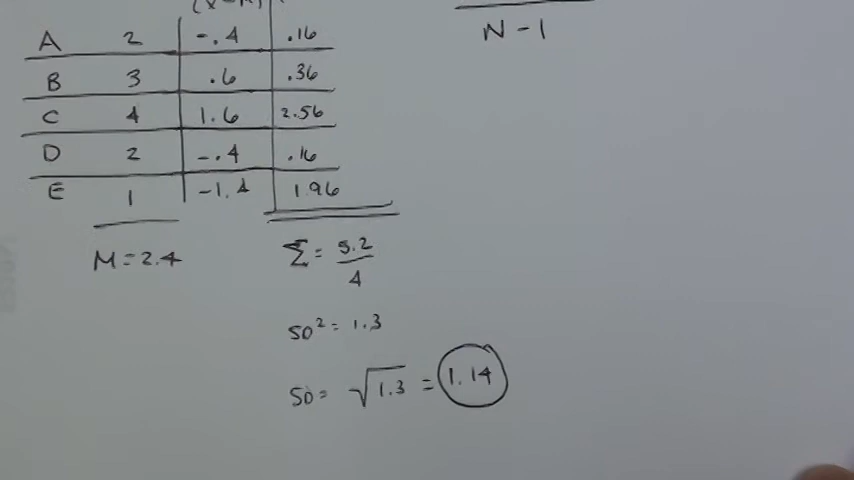 (X-M)
N-1
A 2 -.4 .16
B 3 .6 .36
C 4 1.6 2.56
D 2 -.4 .16
E 1 -1.4 1.96
M=2.4
Σ= 5.2
4
SD²= 1.3
SD= √1.3 = 1.14